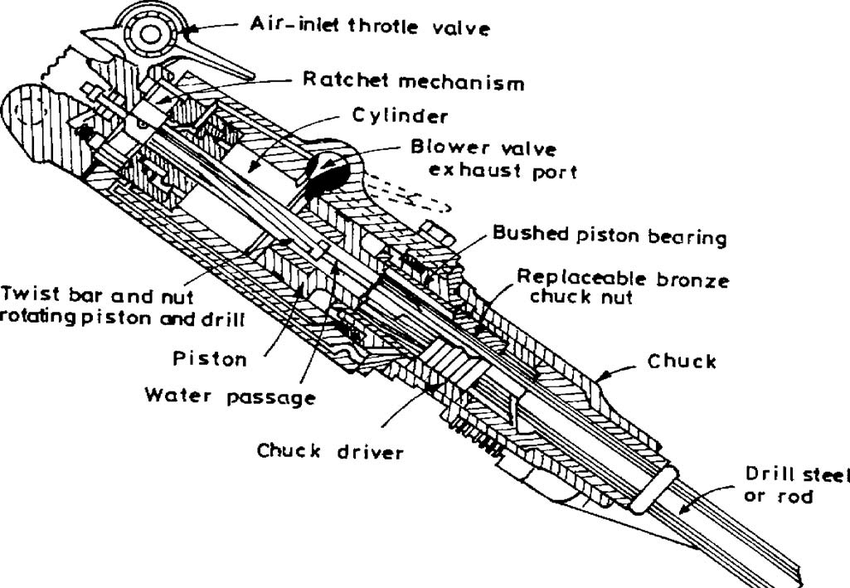 Air-inlet throttle valve
Ratchet mechanism
Cylinder
Blower valve
exhaust port
Bushed piston bearing
Replaceable bronze
chuck nut
Twist bar and nut
rotating piston and drill
Piston
Chuck
Water passage
Chuck driver
Drill steel
or rod